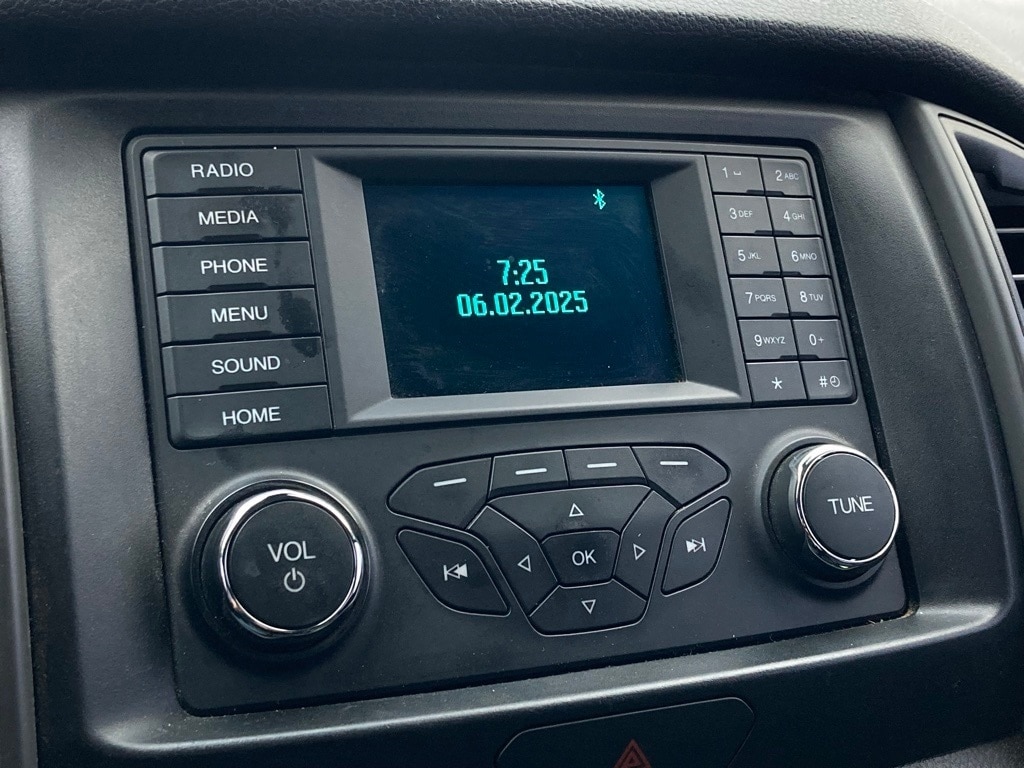 RADIO
MEDIA
PHONE
MENU
SOUND
HOME
7:25
06.02.2025
1 ⎵
2 ABC
3 DEF
4 GHI
5 JKL
6 MNO
7 PQRS
8 TUV
9 WXYZ
0 +
*
#
VOL
OK
TUNE